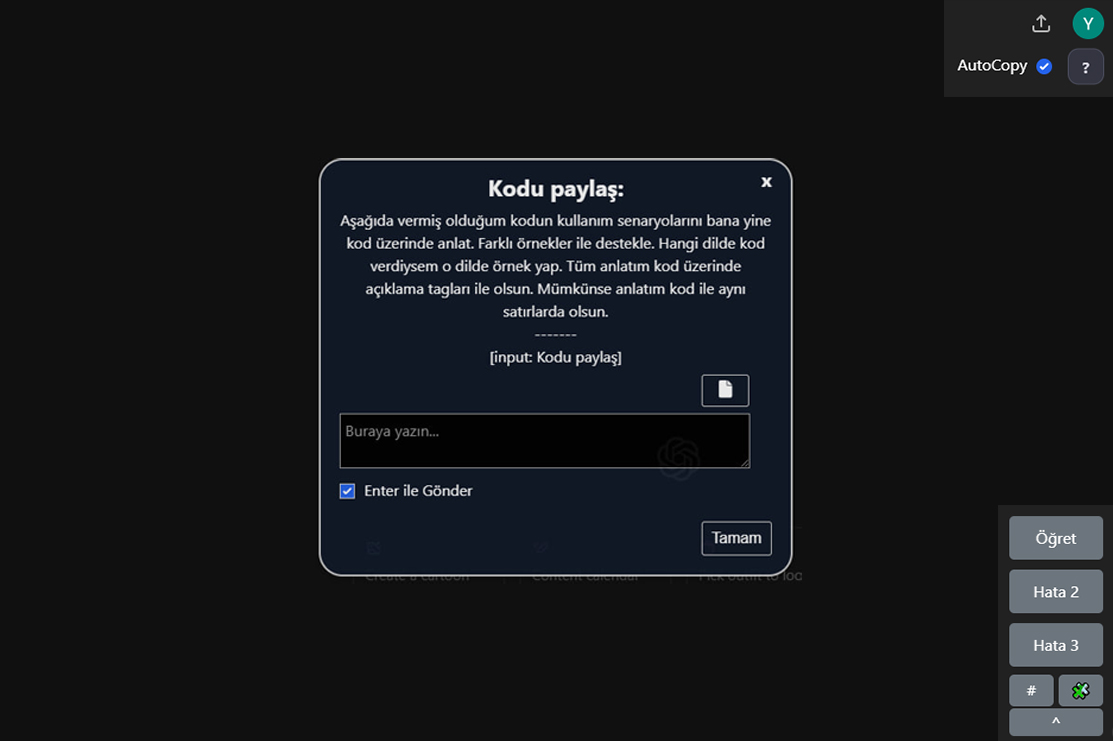 Y
AutoCopy
?
x
Kodu paylaş:
Aşağıda vermiş olduğum kodun kullanım senaryolarını bana yine
kod üzerinde anlat. Farklı örnekler ile destekle. Hangi dilde kod
verdiysem o dilde örnek yap. Tüm anlatım kod üzerinde
açıklama tagları ile olsun. Mümkünse anlatım kod ile aynı
satırlarda olsun.
-------
[input: Kodu paylaş]
Buraya yazın...
Enter ile Gönder
Tamam
Create a cartoon
Content calendar
Pick outfit to loo
Öğret
Hata 2
Hata 3
#
^